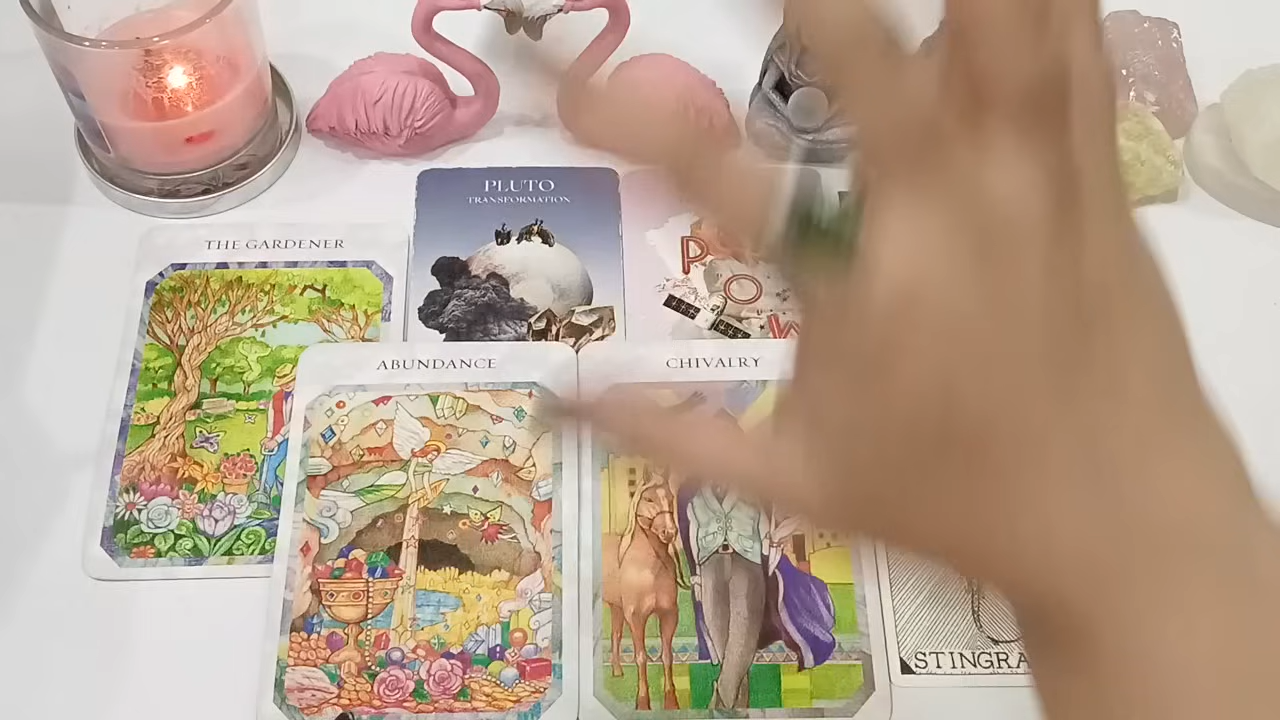 PLUTO
TRANSFORMATION
THE GARDENER
ABUNDANCE
CHIVALRY